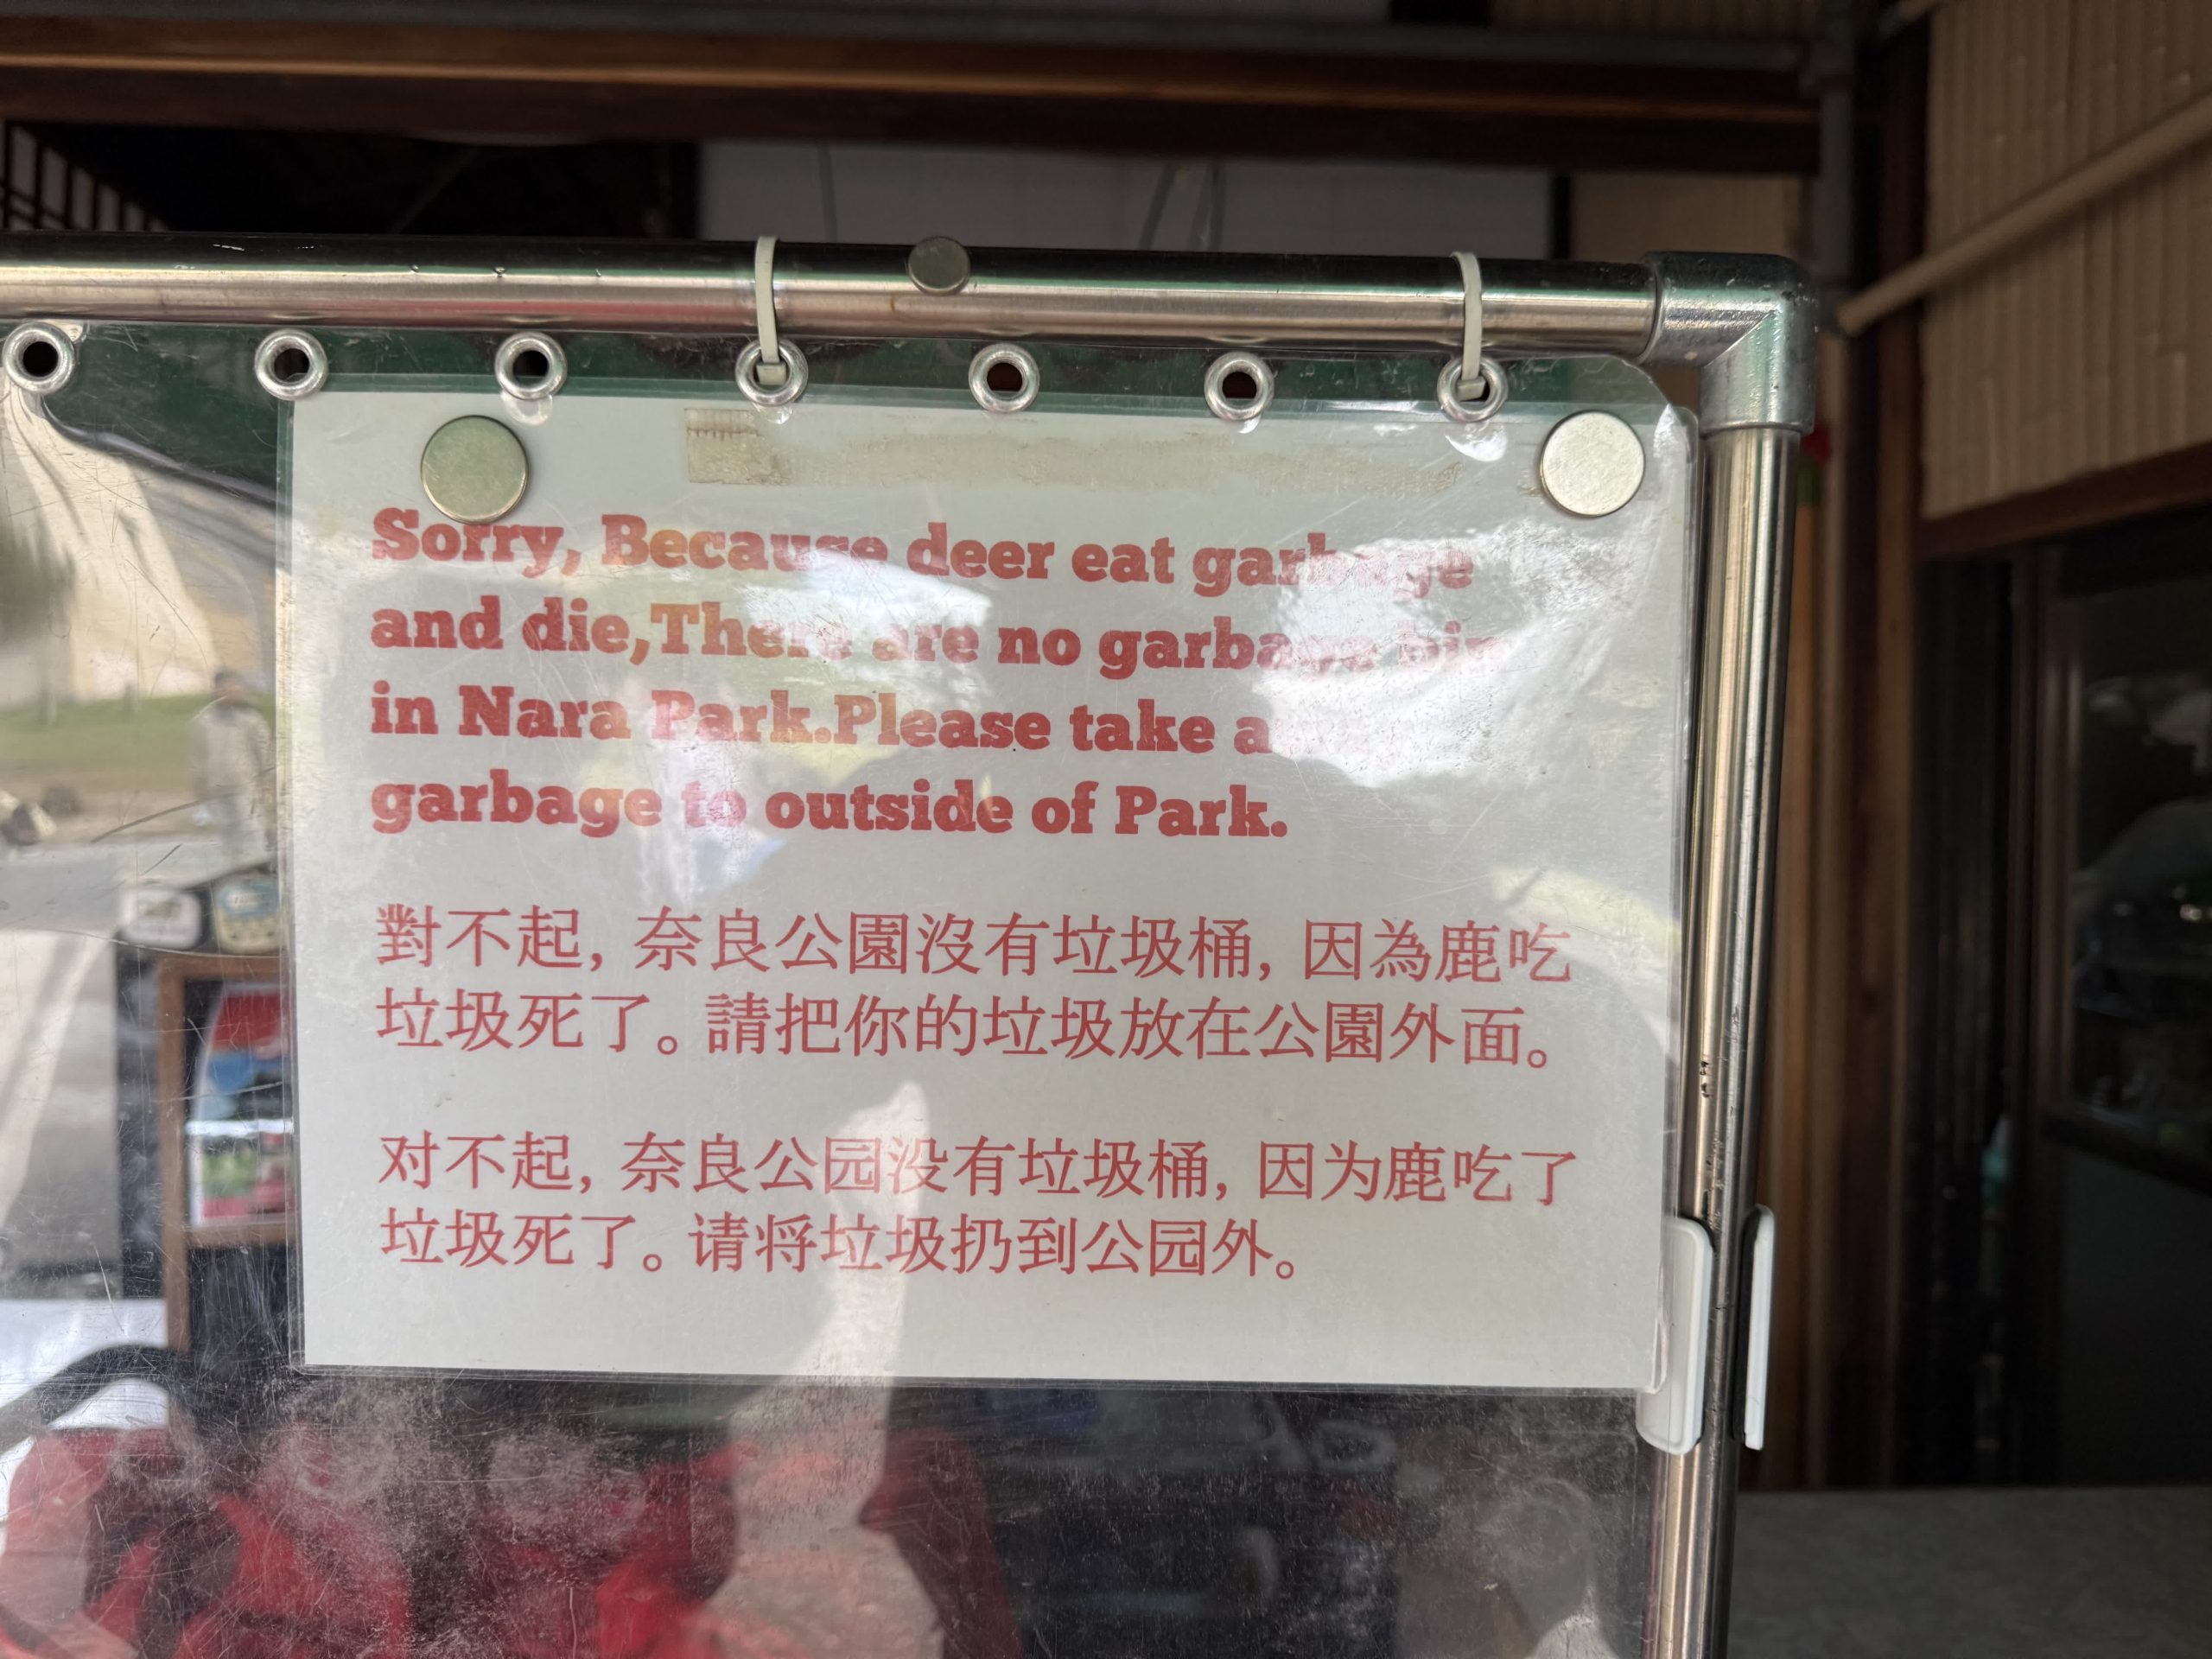 Sorry, Because deer eat garbage
and die,There are no garbage bin
in Nara Park.Please take a
garbage to outside of Park.
對不起, 奈良公園沒有垃圾桶, 因為鹿吃
垃圾死了。請把你的垃圾放在公園外面。
对不起, 奈良公园没有垃圾桶, 因为鹿吃了
垃圾死了。请将垃圾扔到公园外。